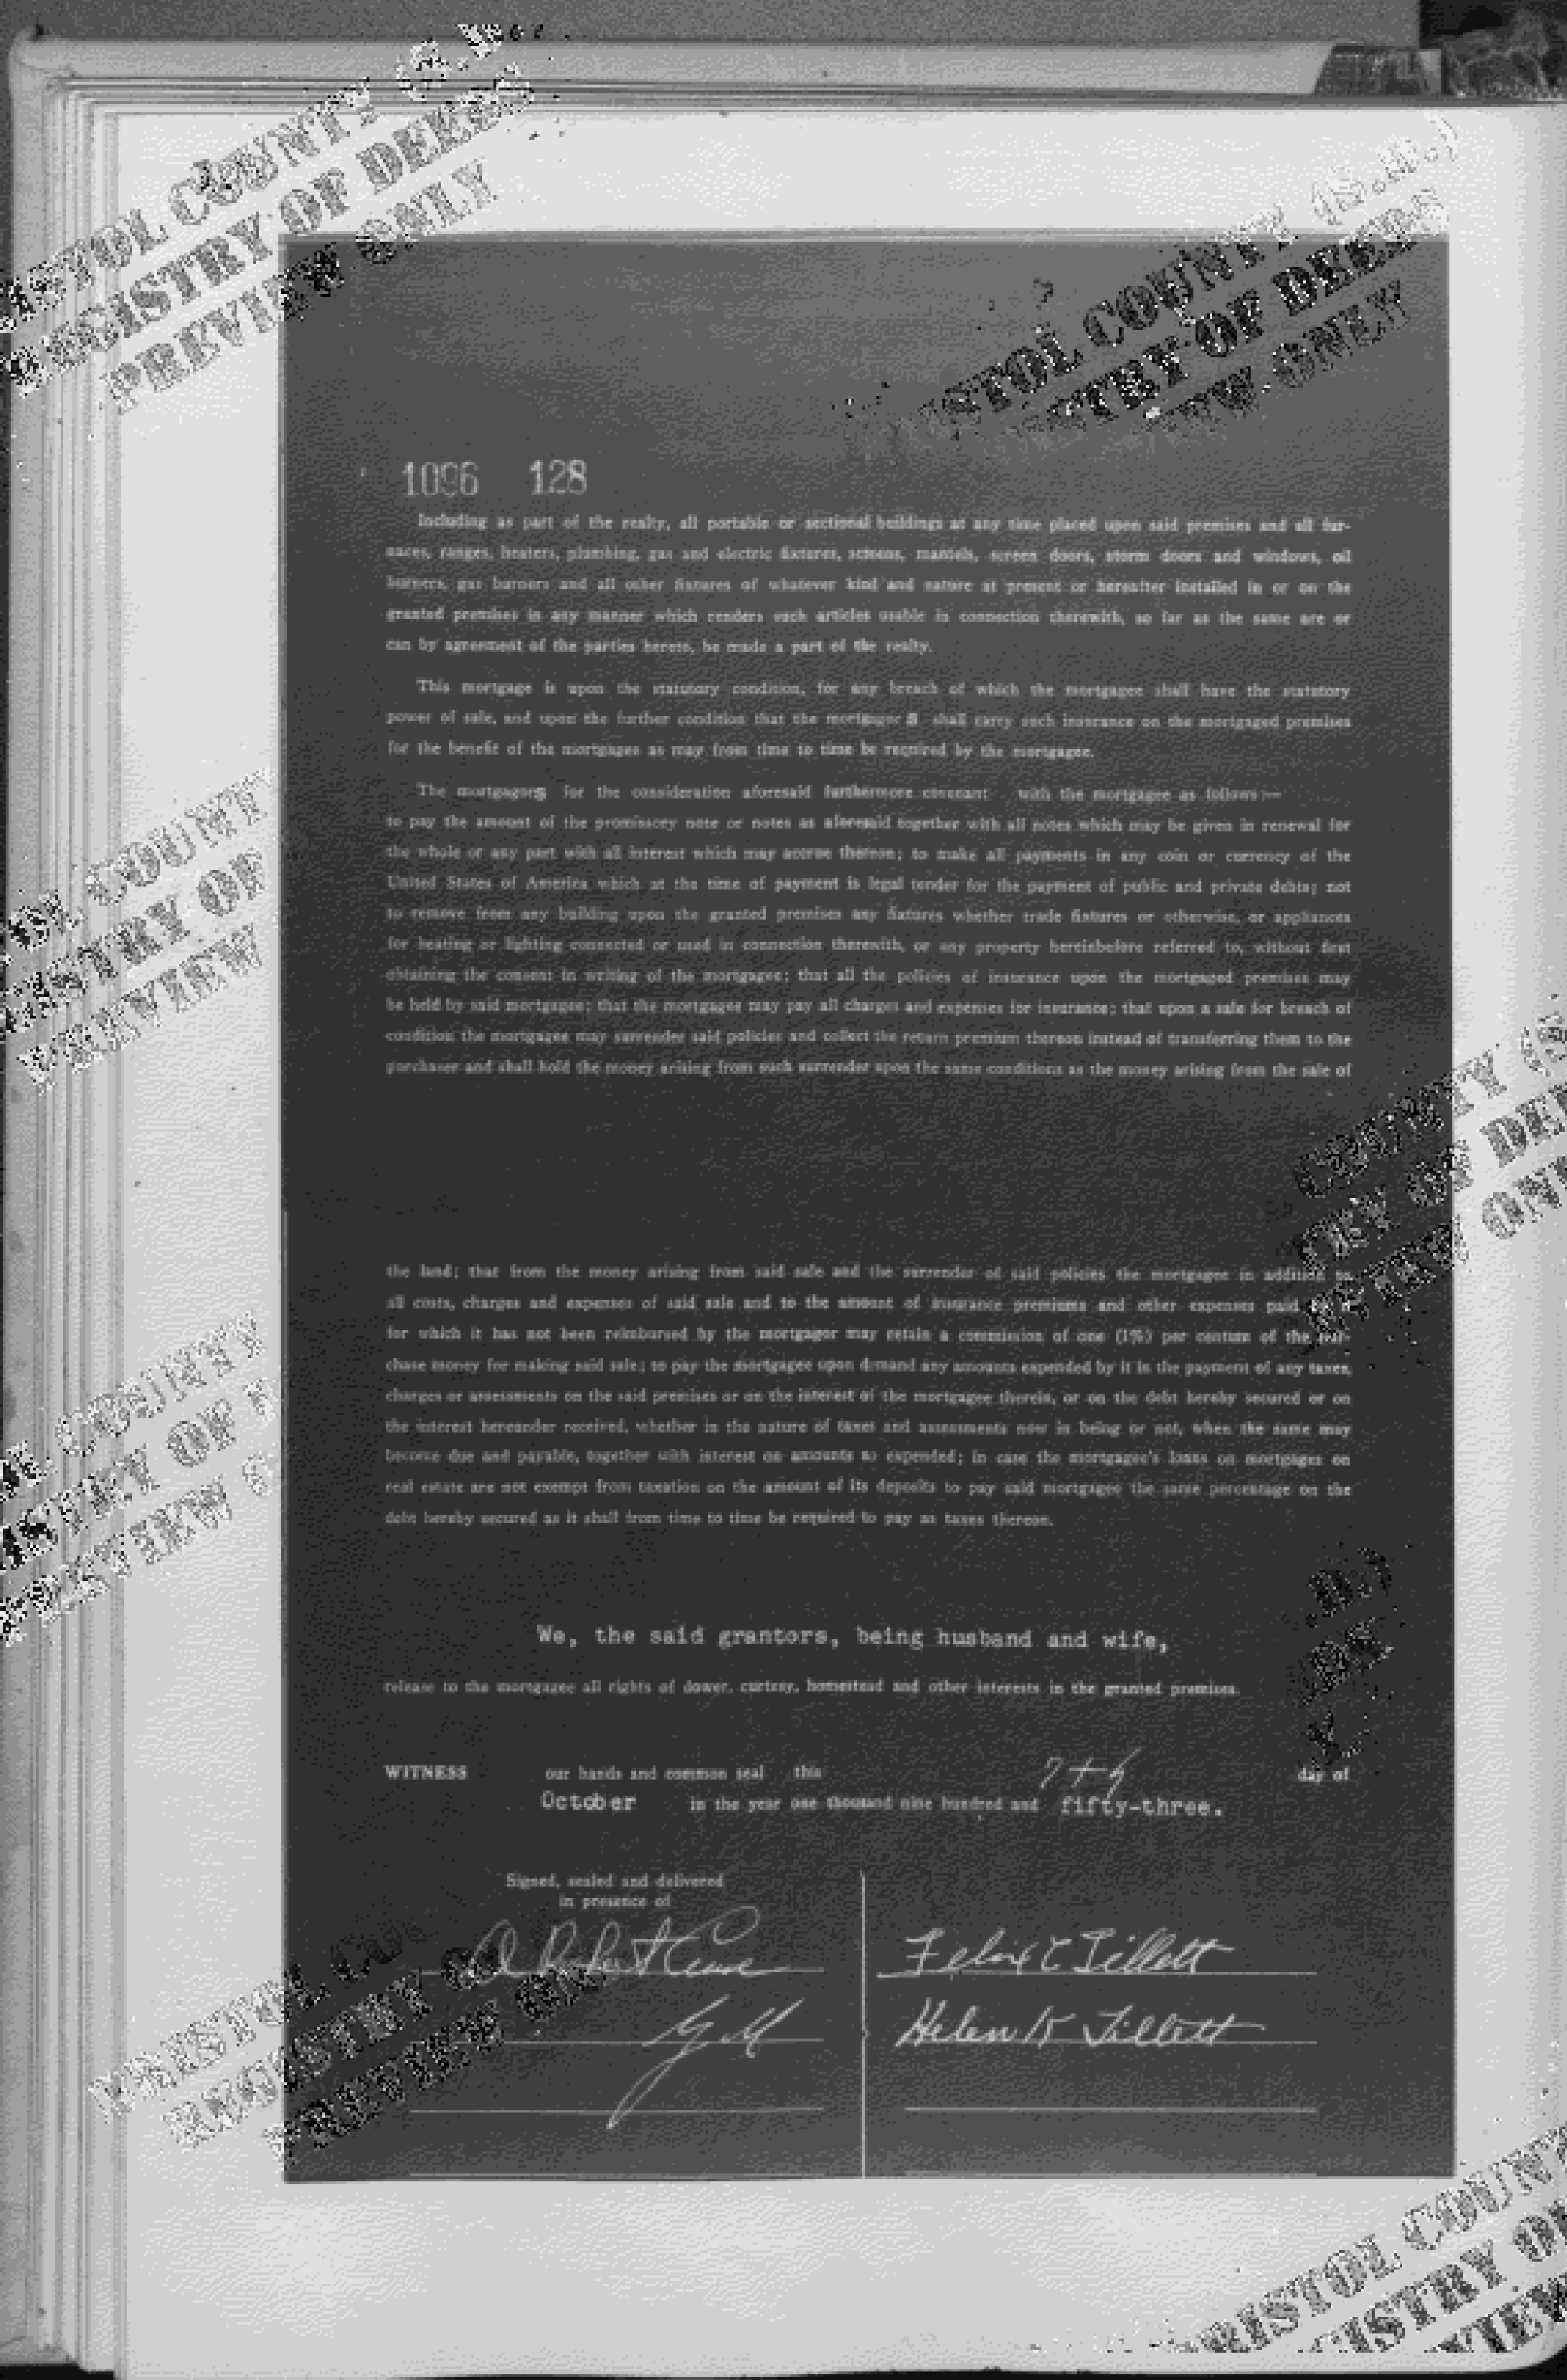 BRISTOL COUNTY (S.D.)
REGISTRY OF DEEDS
PREVIEW ONLY
1096 128
Including as part of the realty, all portable or sectional buildings at any time placed upon said premises and all fur-
naces, ranges, heaters, plumbing, gas and electric fixtures, screens, mantels, screen doors, storm doors and windows, oil
burners, gas burners and all other fixtures of whatever kind and nature at present or hereafter installed in or on the
granted premises in any manner which renders such articles usable in connection therewith, so far as the same are or
can by agreement of the parties hereto, be made a part of the realty.
This mortgage is upon the statutory condition, for any breach of which the mortgagee shall have the statutory
power of sale, and upon the further condition that the mortgagor s shall carry such insurance on the mortgaged premises
for the benefit of the mortgagee as may from time to time be required by the mortgagee.
The mortgagors for the consideration aforesaid furthermore covenant with the mortgagee as follows:—
to pay the amount of the promissory note or notes as aforesaid together with all notes which may be given in renewal for
the whole or any part with all interest which may accrue thereon; to make all payments in any coin or currency of the
United States of America which at the time of payment is legal tender for the payment of public and private debts; not
to remove from any building upon the granted premises any fixtures whether trade fixtures or otherwise, or appliances
for heating or lighting connected or used in connection therewith, or any property hereinbefore referred to, without first
obtaining the consent in writing of the mortgagee; that all the policies of insurance upon the mortgaged premises may
be held by said mortgagee; that the mortgagee may pay all charges and expenses for insurance; that upon a sale for breach of
condition the mortgagee may surrender said policies and collect the return premium thereon instead of transferring them to the
purchaser and shall hold the money arising from such surrender upon the same conditions as the money arising from the sale of
the land; that from the money arising from said sale and the surrender of said policies the mortgagee in addition to
all costs, charges and expenses of said sale and to the amount of insurance premiums and other expenses paid by it
for which it has not been reimbursed by the mortgagor may retain a commission of one (1%) per centum of the pur-
chase money for making said sale; to pay the mortgagee upon demand any amounts expended by it in the payment of any taxes,
charges or assessments on the said premises or on the interest of the mortgagee therein, or on the debt hereby secured or on
the interest hereunder received, whether in the nature of taxes and assessments now in being or not, when the same may
become due and payable, together with interest on amounts so expended; in case the mortgagee's loans on mortgages on
real estate are not exempt from taxation on the amount of its deposits to pay said mortgagee the same percentage on the
debt hereby secured as it shall from time to time be required to pay as taxes thereon.
We, the said grantors, being husband and wife,
release to the mortgagee all rights of dower, curtesy, homestead and other interests in the granted premises.
WITNESS our hands and common seal this 7th day of
October in the year one thousand nine hundred and fifty-three.
Signed, sealed and delivered
in presence of
Felix Tillett
Helen K Tillett